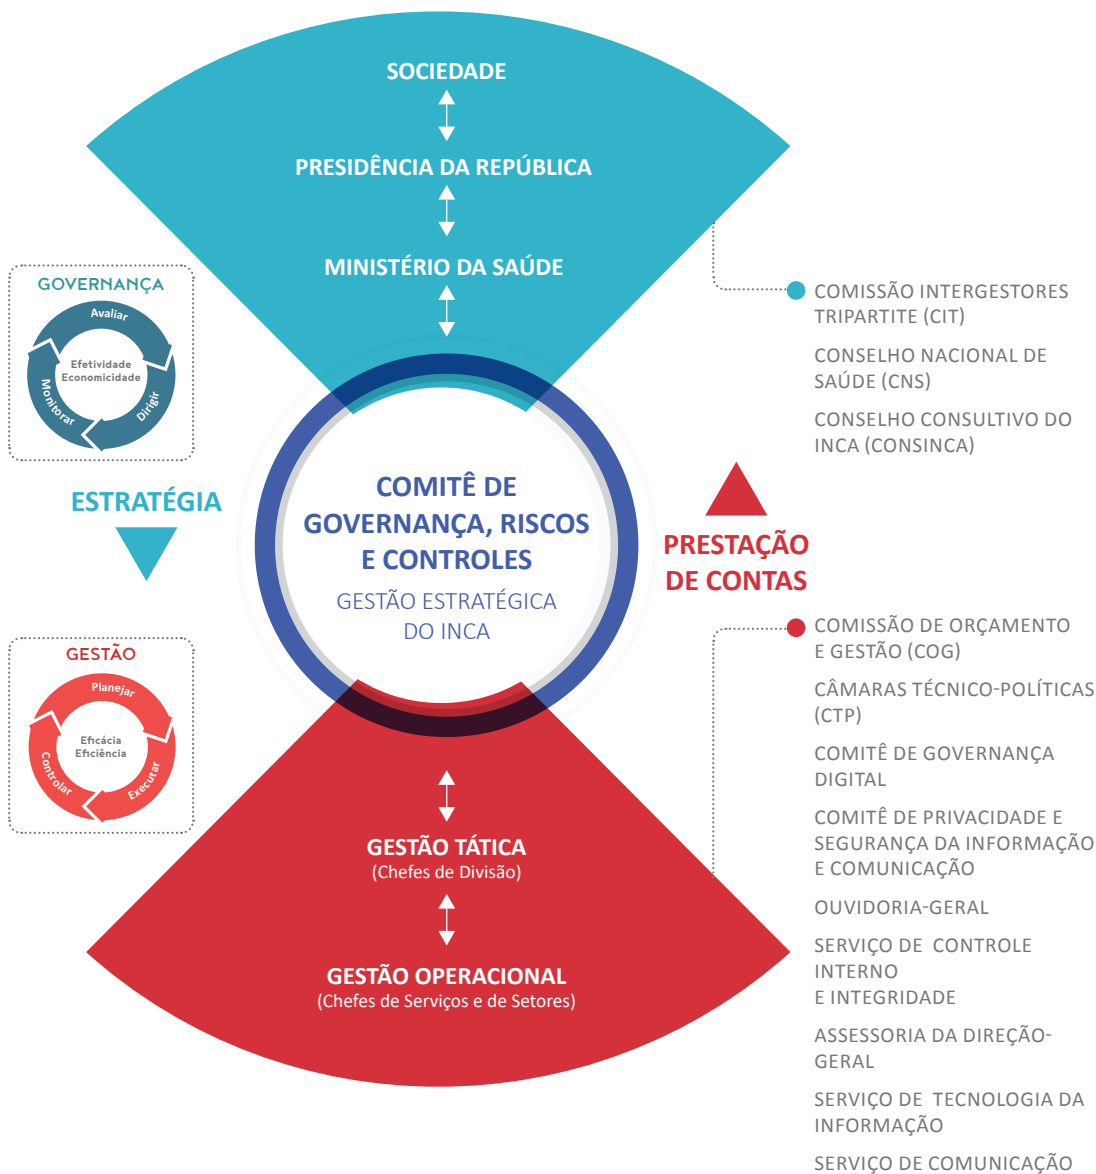 SOCIEDADE
PRESIDÊNCIA DA REPÚBLICA
MINISTÉRIO DA SAÚDE
GOVERNANÇA
Avaliar
Efetividade
Economicidade
Monitorar
Dirigir
ESTRATÉGIA
COMITÊ DE
GOVERNANÇA, RISCOS
E CONTROLES
GESTÃO ESTRATÉGICA
DO INCA
PRESTAÇÃO
DE CONTAS
COMISSÃO INTERGESTORES
TRIPARTITE (CIT)
CONSELHO NACIONAL DE
SAÚDE (CNS)
CONSELHO CONSULTIVO DO
INCA (CONSINCA)
GESTÃO
Planejar
Eficácia
Eficiência
Controlar
Executar
GESTÃO TÁTICA
(Chefes de Divisão)
GESTÃO OPERACIONAL
(Chefes de Serviços e de Setores)
COMISSÃO DE ORÇAMENTO
E GESTÃO (COG)
CÂMARAS TÉCNICO-POLÍTICAS
(CTP)
COMITÊ DE GOVERNANÇA
DIGITAL
COMITÊ DE PRIVACIDADE E
SEGURANÇA DA INFORMAÇÃO
E COMUNICAÇÃO
OUVIDORIA-GERAL
SERVIÇO DE CONTROLE
INTERNO
E INTEGRIDADE
ASSESSORIA DA DIREÇÃO-
GERAL
SERVIÇO DE TECNOLOGIA DA
INFORMAÇÃO
SERVIÇO DE COMUNICAÇÃO